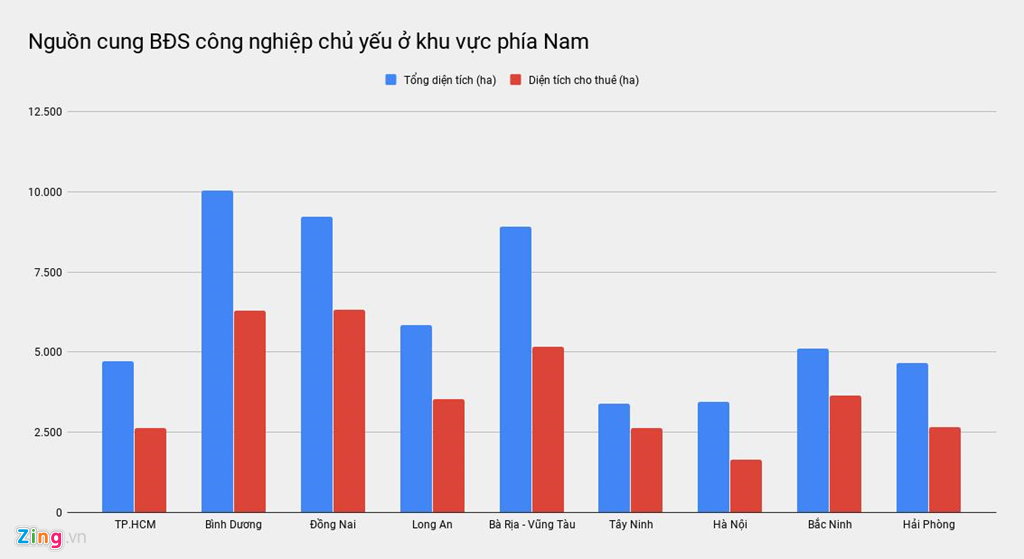 Nguồn cung BĐS công nghiệp chủ yếu ở khu vực phía Nam
Tổng diện tích (ha) Diện tích cho thuê (ha)
12.500
10.000
7.500
5.000
2.500
0
TP.HCM Bình Dương Đồng Nai Long An Bà Rịa - Vũng Tàu Tây Ninh Hà Nội Bắc Ninh Hải Phòng
Zing.vn